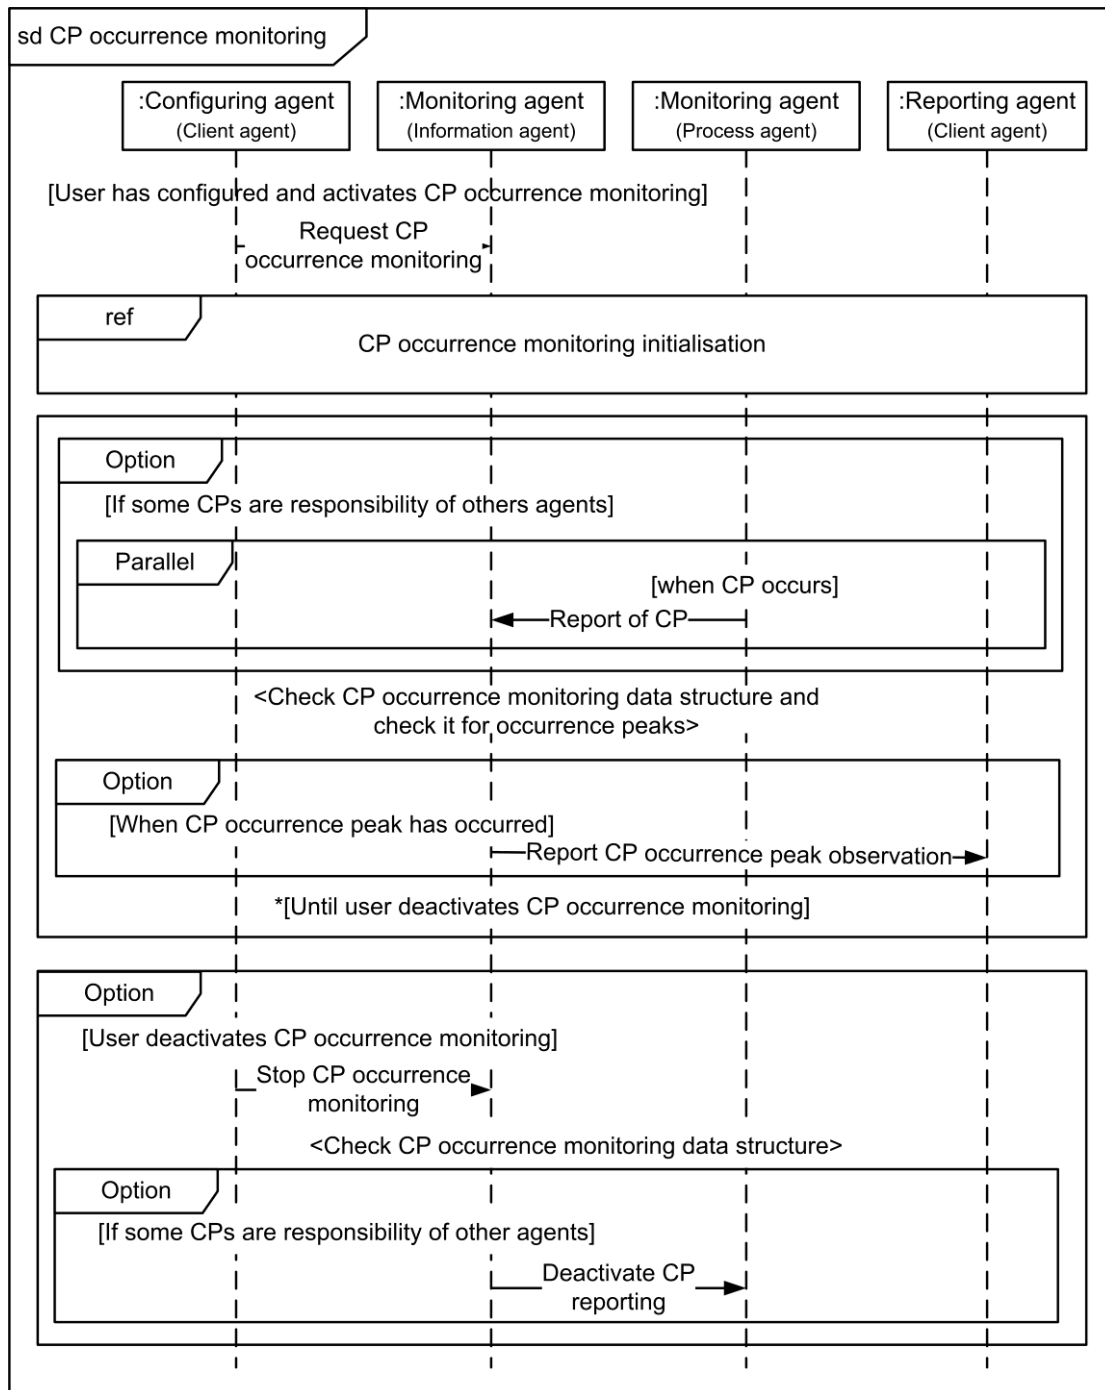 sd CP occurrence monitoring
:Configuring agent
(Client agent)
:Monitoring agent
(Information agent)
:Monitoring agent
(Process agent)
:Reporting agent
(Client agent)
[User has configured and activates CP occurrence monitoring]
Request CP
occurrence monitoring
ref
CP occurrence monitoring initialisation
Option
[If some CPs are responsibility of others agents]
Parallel
[when CP occurs]
Report of CP
<Check CP occurrence monitoring data structure and
check it for occurrence peaks>
Option
[When CP occurrence peak has occurred]
Report CP occurrence peak observation
*[Until user deactivates CP occurrence monitoring]
Option
[User deactivates CP occurrence monitoring]
Stop CP occurrence
monitoring
<Check CP occurrence monitoring data structure>
Option
[If some CPs are responsibility of other agents]
Deactivate CP
reporting